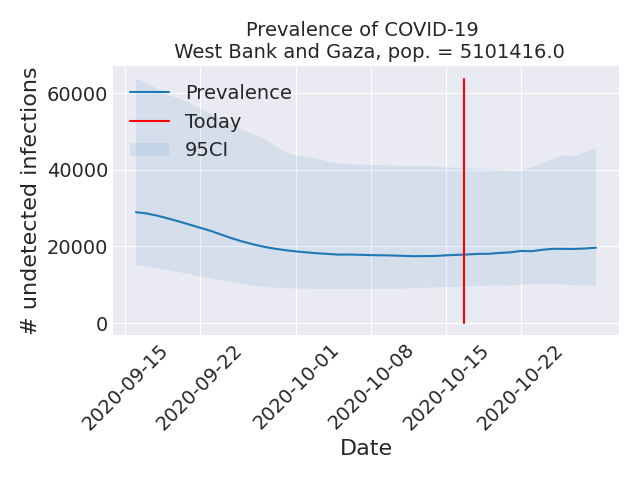 Prevalence of COVID-19
West Bank and Gaza, pop. = 5101416.0
# undetected infections
60000
40000
20000
0
Prevalence
Today
95CI
2020-09-15
2020-09-22
2020-10-01
2020-10-08
2020-10-15
2020-10-22
Date